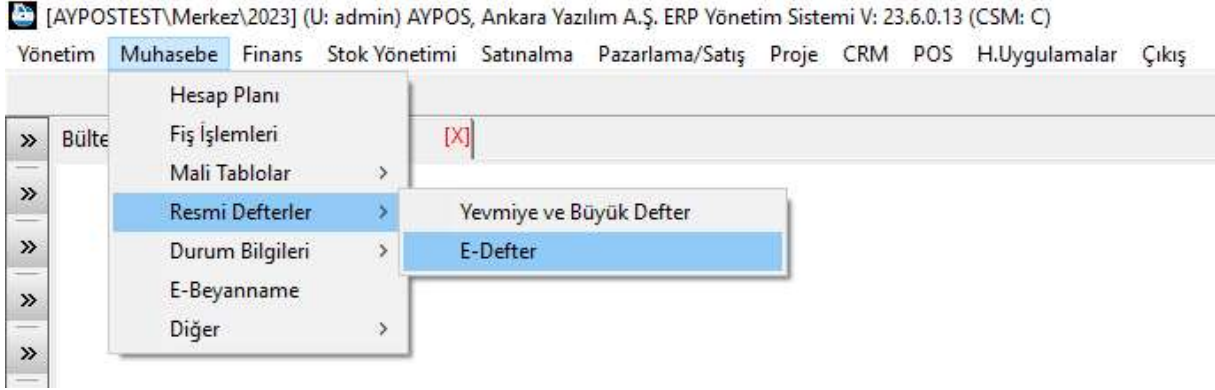 [AYPOSTEST\Merkez\2023] (U: admin) AYPOS, Ankara Yazılım A.Ş. ERP Yönetim Sistemi V: 23.6.0.13 (CSM: C)
Yönetim Muhasebe Finans Stok Yönetimi Satınalma Pazarlama/Satış Proje CRM POS H.Uygulamalar Çıkış
Hesap Planı
» Bülte Fiş İşlemleri [X]
Mali Tablolar >
»
Resmi Defterler > Yevmiye ve Büyük Defter
» Durum Bilgileri > E-Defter
» E-Beyanname
Diğer >
»